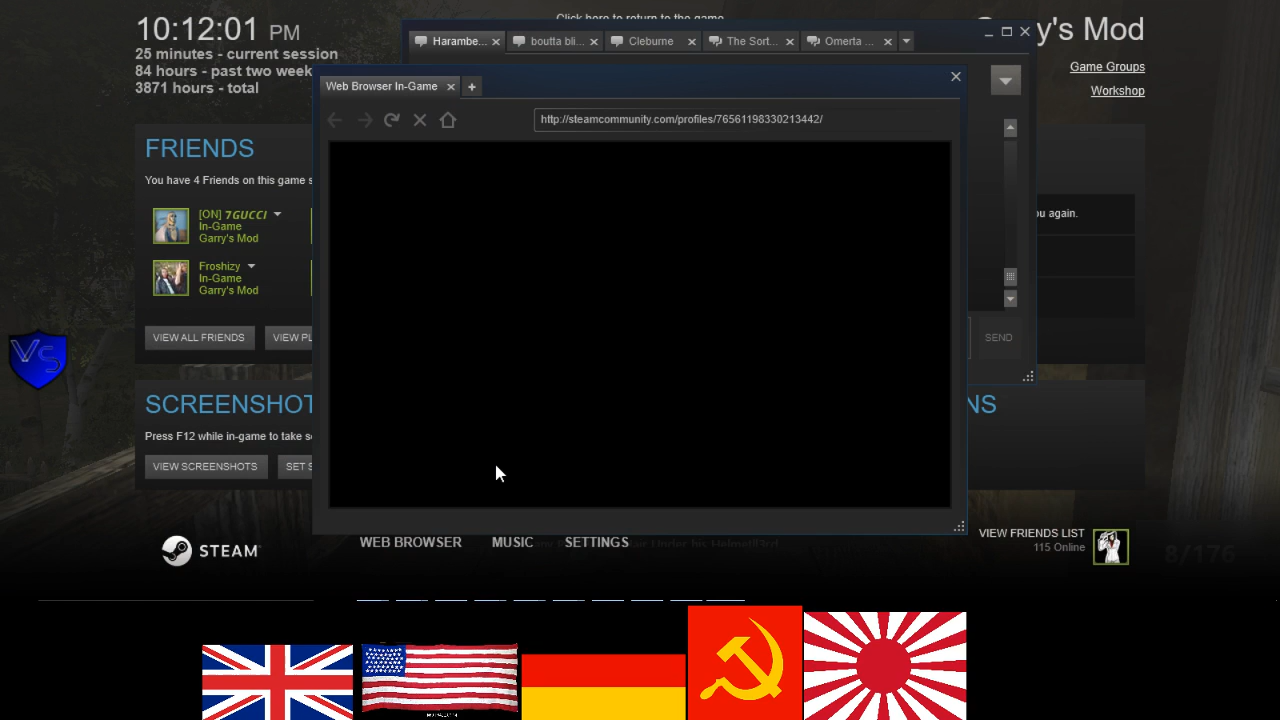 10:12:01 PM
25 minutes - current session
84 hours - past two week
3871 hours - total
Click here to return to the game
y's Mod
Game Groups
Workshop
Harambe...
boutta bli...
Cleburne
The Sort...
Omerta ...
Web Browser In-Game
http://steamcommunity.com/profiles/76561198330213442/
FRIENDS
You have 4 Friends on this game s
[ON] 7GUCCI
In-Game
Garry's Mod
Froshizy
In-Game
Garry's Mod
VIEW ALL FRIENDS
VIEW PL
ou again.
SEND
VS
SCREENSHOT
NS
Press F12 while in-game to take s
VIEW SCREENSHOTS
SET S
STEAM
WEB BROWSER
MUSIC
SETTINGS
VIEW FRIENDS LIST
115 Online
8/176